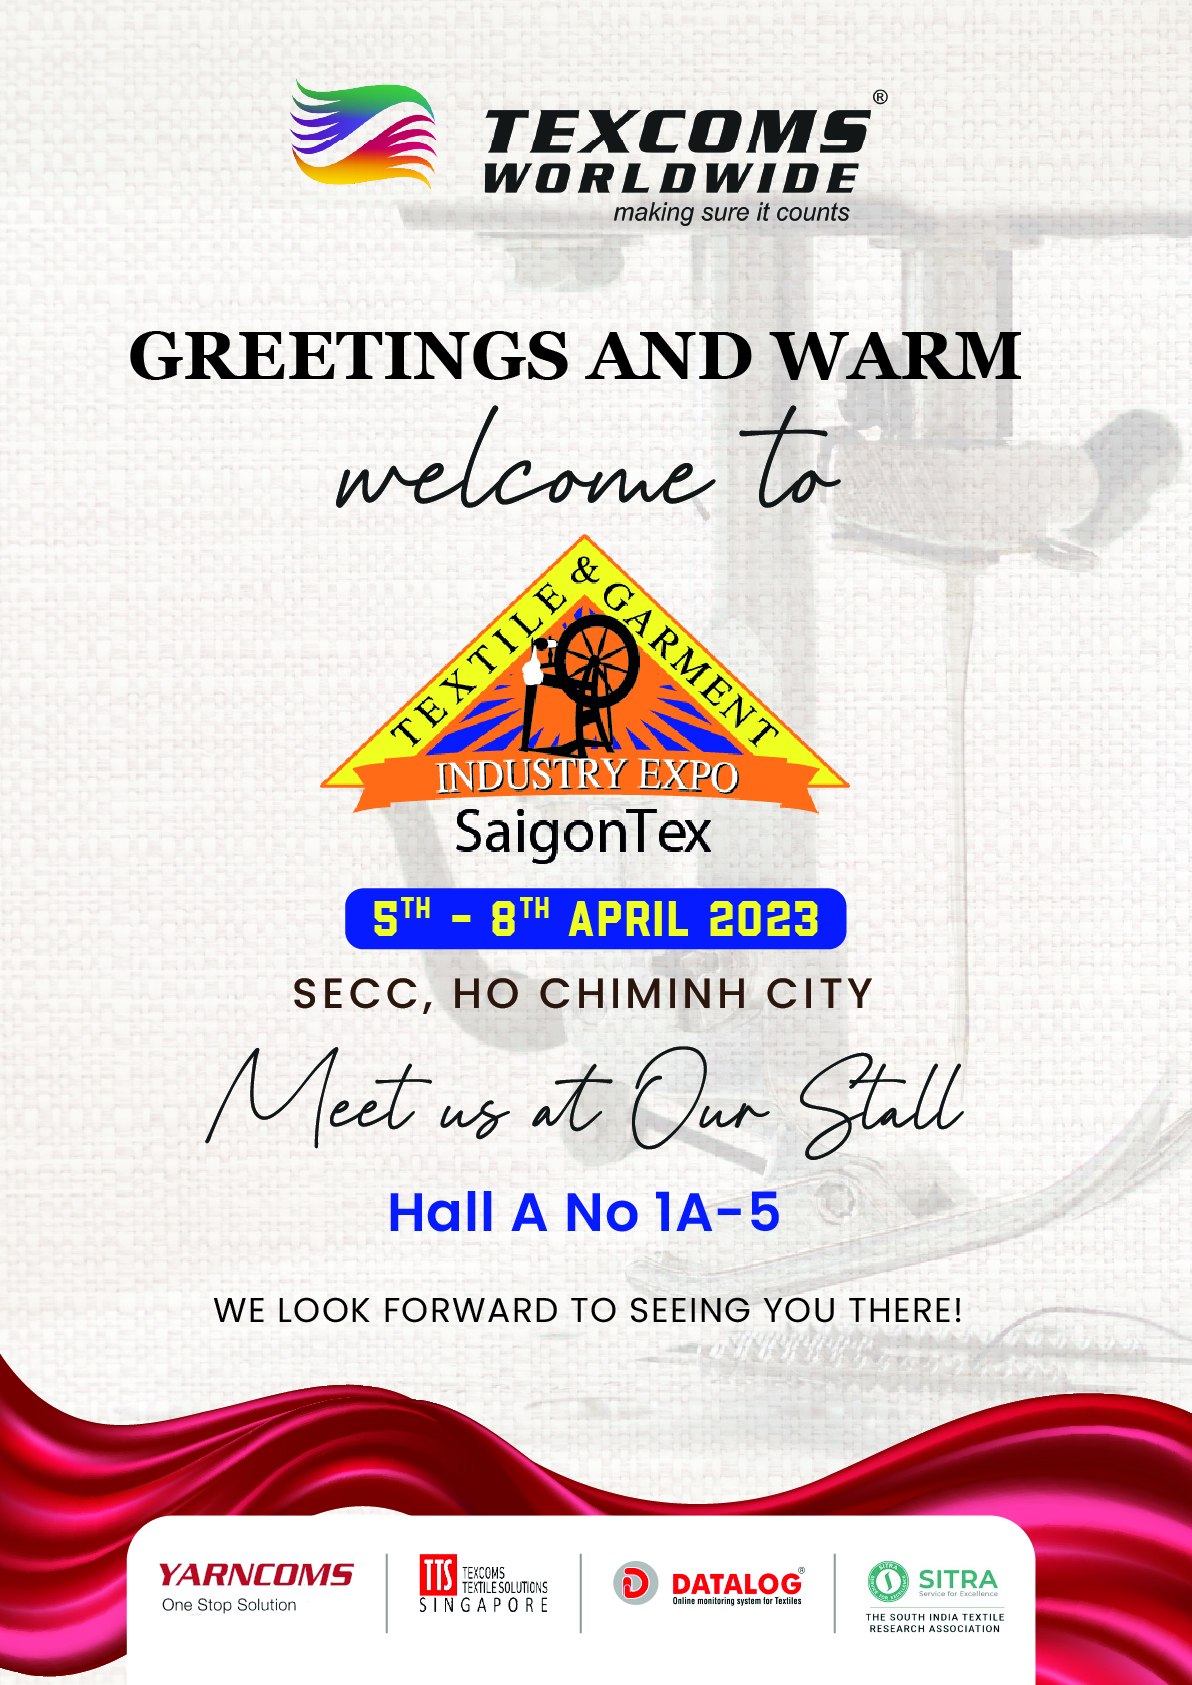 TEXCOMS ®
WORLDWIDE
making sure it counts
GREETINGS AND WARM
welcome to
TEXTILE & GARMENT
INDUSTRY EXPO
SaigonTex
5TH - 8TH APRIL 2023
SECC, HO CHIMINH CITY
Meet us at Our Stall
Hall A No 1A-5
WE LOOK FORWARD TO SEEING YOU THERE!
YARNCOMS
One Stop Solution
TTS
TEXCOMS
TEXTILE SOLUTIONS
SINGAPORE
DATALOG ®
Online monitoring system for Textiles
SITRA
Service for Excellence
THE SOUTH INDIA TEXTILE
RESEARCH ASSOCIATION